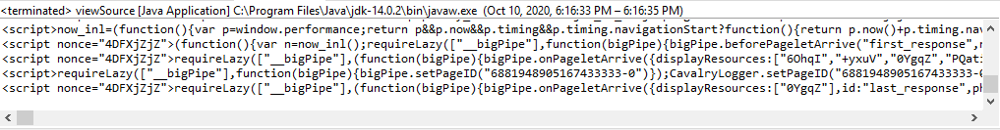 <terminated> viewSource [Java Application] C:\Program Files\Java\jdk-14.0.2\bin\javaw.exe (Oct 10, 2020, 6:16:33 PM – 6:16:35 PM)
<script>now_inl=(function(){var p=window.performance;return p&&p.now&&p.timing&&p.timing.navigationStart?function(){return p.now()+p.timing.nav
<script nonce="4DFXjZjZ">(function(){var n=now_inl();requireLazy(["__bigPipe"],function(bigPipe){bigPipe.beforePageletArrive("first_response",n
<script nonce="4DFXjZjZ">requireLazy(["__bigPipe"],(function(bigPipe){bigPipe.onPageletArrive({displayResources:["6OhqI","+yxuV","0YgqZ","PQati
<script>requireLazy(["__bigPipe"],function(bigPipe){bigPipe.setPageID("6881948905167433333-0")});CavalryLogger.setPageID("6881948905167433333-0
<script nonce="4DFXjZjZ">requireLazy(["__bigPipe"],(function(bigPipe){bigPipe.onPageletArrive({displayResources:["0YgqZ"],id:"last_response",ph